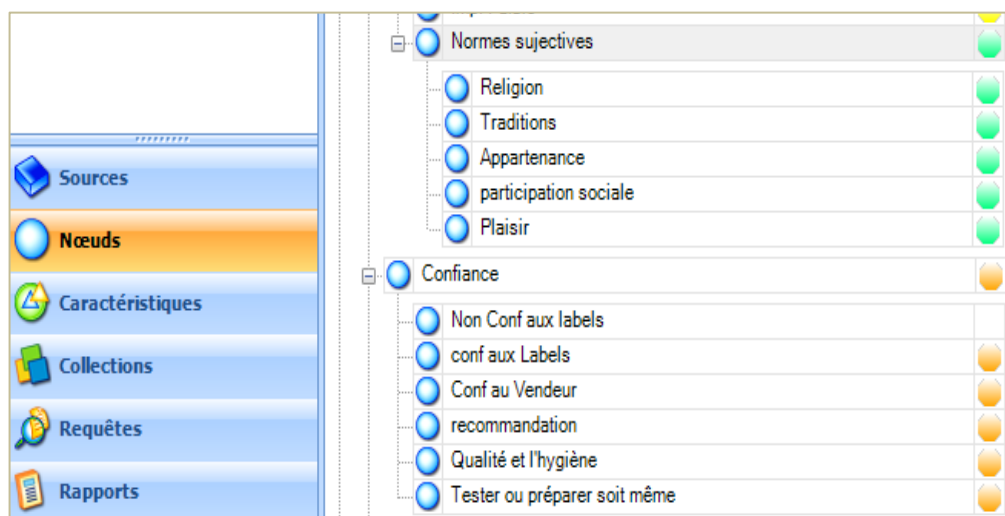 Normes sujectives
Religion
Traditions
Appartenance
participation sociale
Plaisir
Confiance
Non Conf aux labels
conf aux Labels
Conf au Vendeur
recommandation
Qualité et l'hygiène
Tester ou préparer soit même
Sources
Nœuds
Caractéristiques
Collections
Requêtes
Rapports